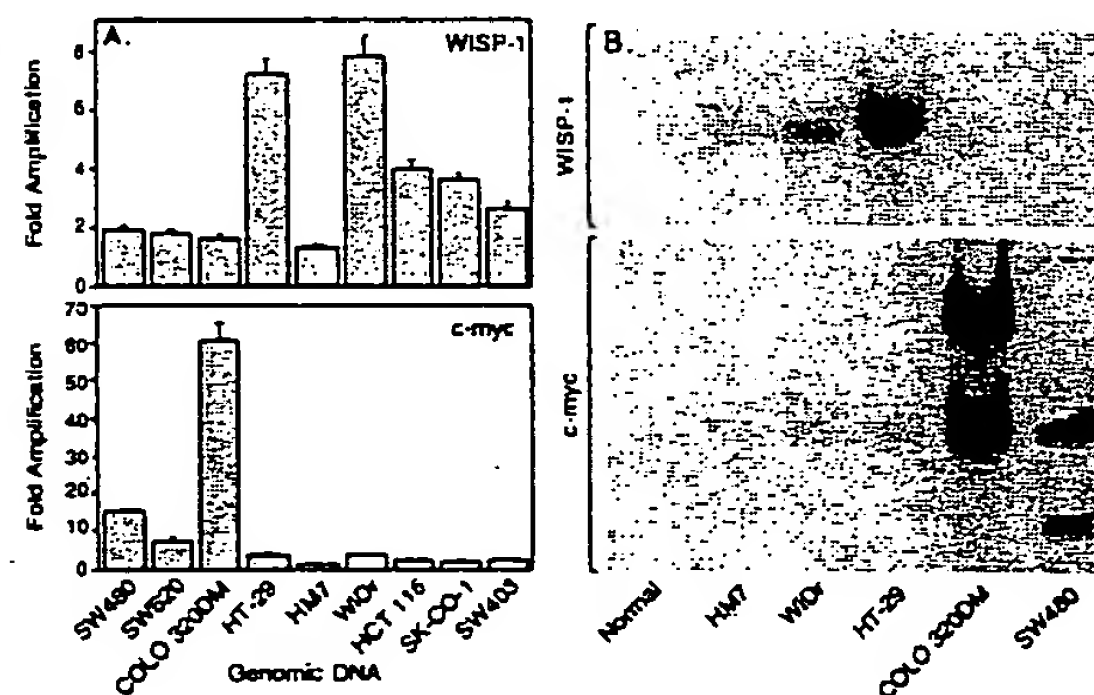 A.
WISP-1
8
6
4
2
0
Fold Amplification
c-myc
70
60
50
40
30
20
10
0
Fold Amplification
SW480
SW620
COLO 320DM
HT-29
HM7
WiDr
HCT 116
SK-CO-1
SW403
Genomic DNA
B.
WISP-1
c-myc
Normal
HM7
WiDr
HT-29
COLO 320DM
SW480